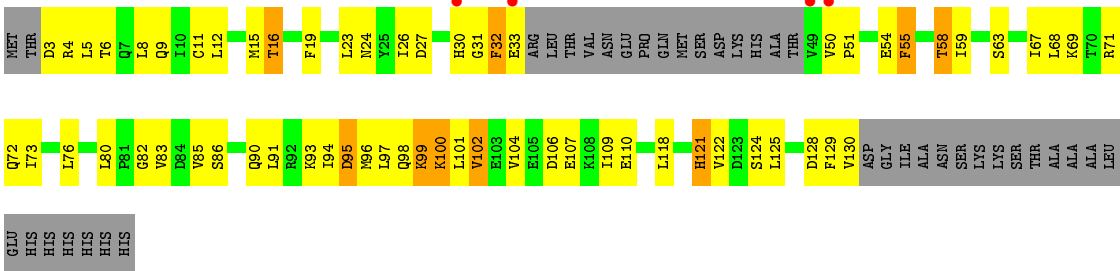 MET THR D3 R4 L5 T6 Q7 L8 Q9 I10 C11 L12 M15 T16 F19 L23 N24 Y25 I26 D27 H30 G31 F32 E33 ARG LEU THR VAL ASN GLU PRO GLN MET SER ASP LYS HIS ALA THR V49 V50 P51 E54 F55 T58 I59 S63 I67 L68 K69 T70 R71
Q72 I73 L76 L80 P81 G82 V83 D84 V85 S86 Q90 L91 R92 K93 I94 D95 M96 L97 Q98 K99 K100 L101 V102 E103 V104 E105 D106 E107 K108 I109 E110 L118 H121 V122 D123 S124 L125 D128 F129 V130 ASP GLY ILE ALA ASN SER LYS LYS SER THR ALA ALA ALA LEU
GLU HIS HIS HIS HIS HIS HIS